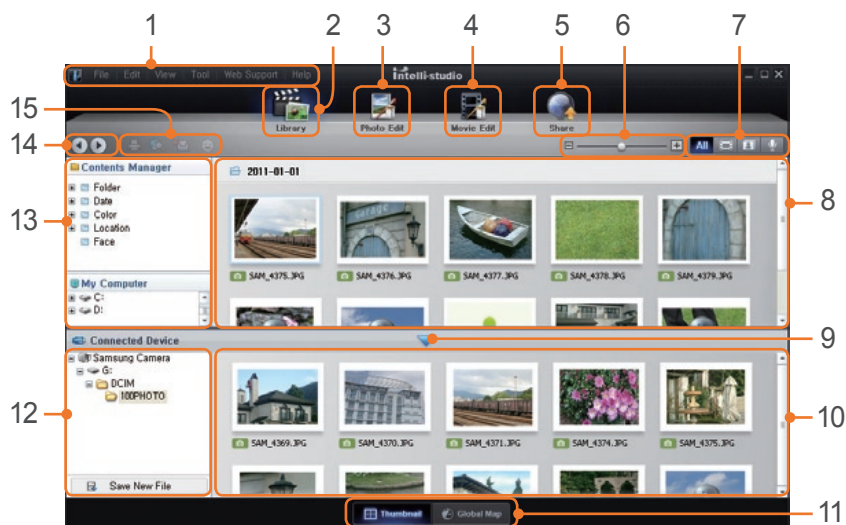 1 2 3 4 5 6 7
File Edit View Tool Web Support Help
Intelli-studio
Library Photo Edit Movie Edit Share
15
14
All
Contents Manager
2011-01-01
Folder
Date
Color
Location
Face
13
8
Garage
SAM_4375.JPG SAM_4376.JPG SAM_4377.JPG SAM_4378.JPG SAM_4379.JPG
My Computer
C:
D:
Connected Device
9
Samsung Camera
G:
DCIM
100PHOTO
12
10
SAM_4369.JPG SAM_4370.JPG SAM_4371.JPG SAM_4374.JPG SAM_4375.JPG
Save New File
Thumbnail Global Map
11